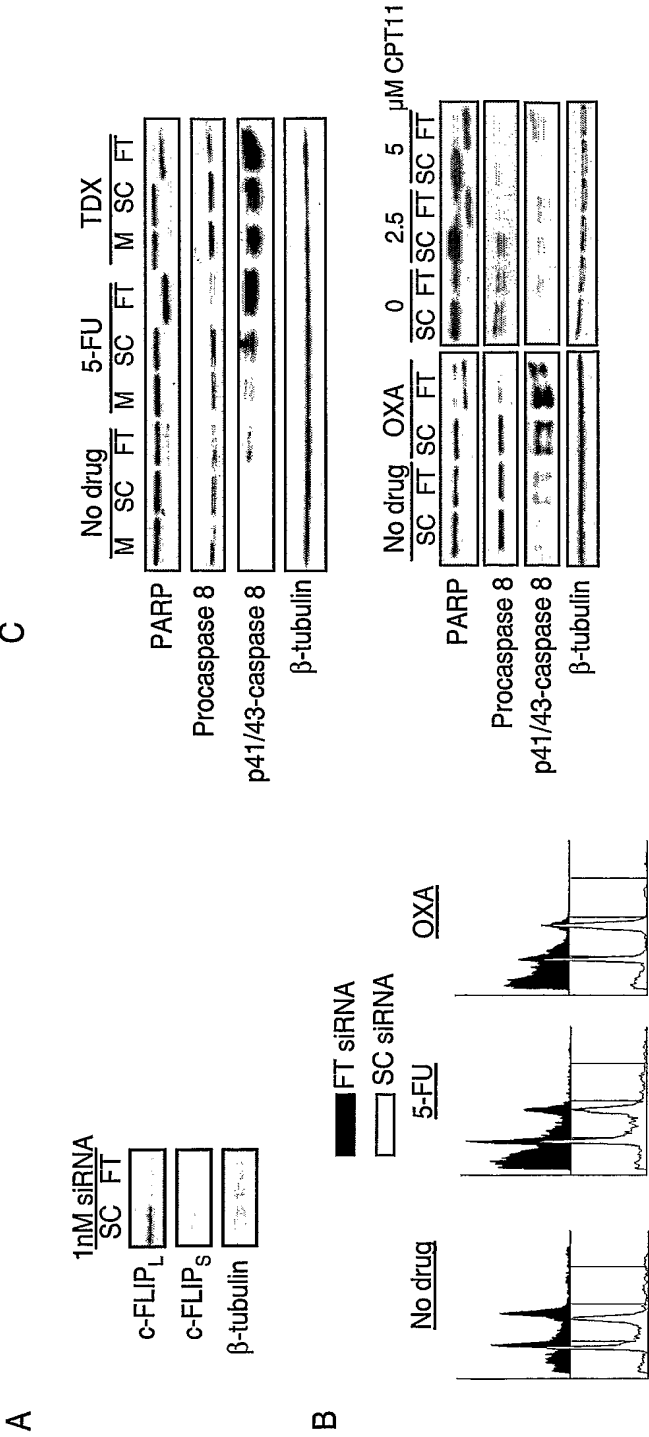 A
1nM siRNA
SC FT
c-FLIPL
c-FLIPS
β-tubulin
B
FT siRNA
SC siRNA
No drug
5-FU
OXA
C
No drug 5-FU TDX
M SC FT M SC FT M SC FT
PARP
Procaspase 8
p41/43-caspase 8
β-tubulin
No drug OXA 0 2.5 5 μM CPT11
SC FT SC FT SC FT SC FT SC FT
PARP
Procaspase 8
p41/43-caspase 8
β-tubulin